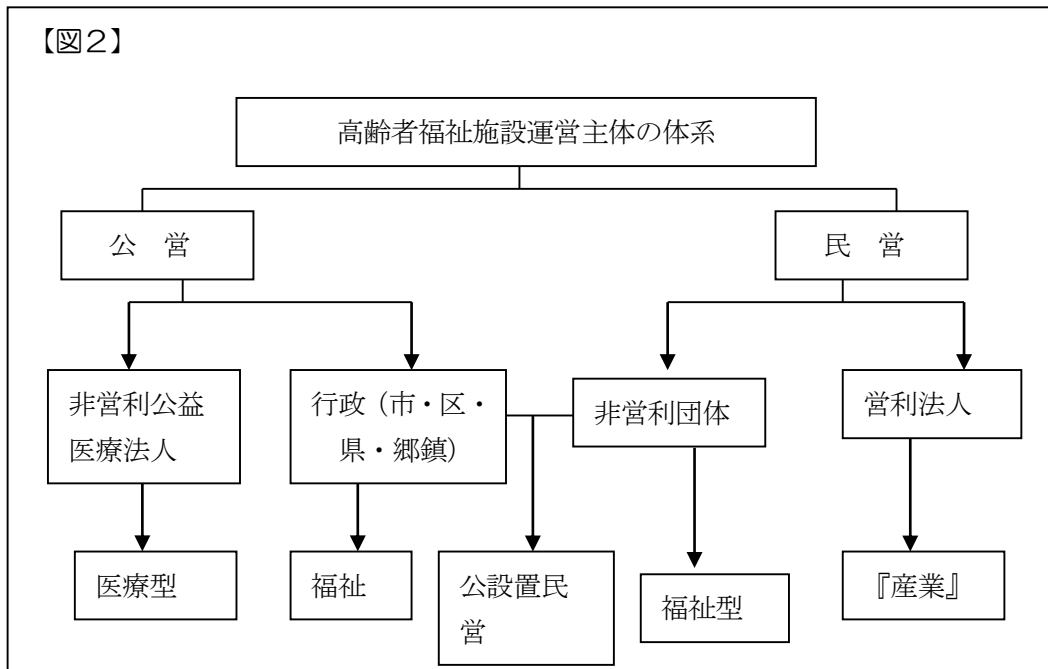 【図２】
高齢者福祉施設運営主体の体系
公　営
民　営
非営利公益
医療法人
行政（市・区・
県・郷鎮）
非営利団体
営利法人
医療型
福祉
公設置民
営
福祉型
『産業』